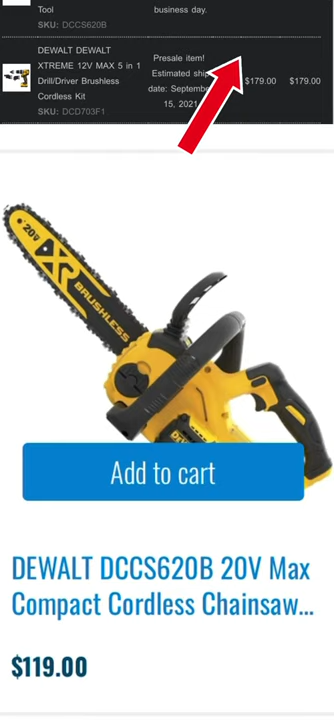 Tool
business day.
SKU: DCCS620B
DEWALT DEWALT
XTREME 12V MAX 5 in 1
Drill/Driver Brushless
Cordless Kit
SKU: DCD703F1
Presale item!
Estimated ship
date: September
15, 2021
$179.00
$179.00
20V
XR
BRUSHLESS
DEWALT
Add to cart
DEWALT DCCS620B 20V Max
Compact Cordless Chainsaw...
$119.00